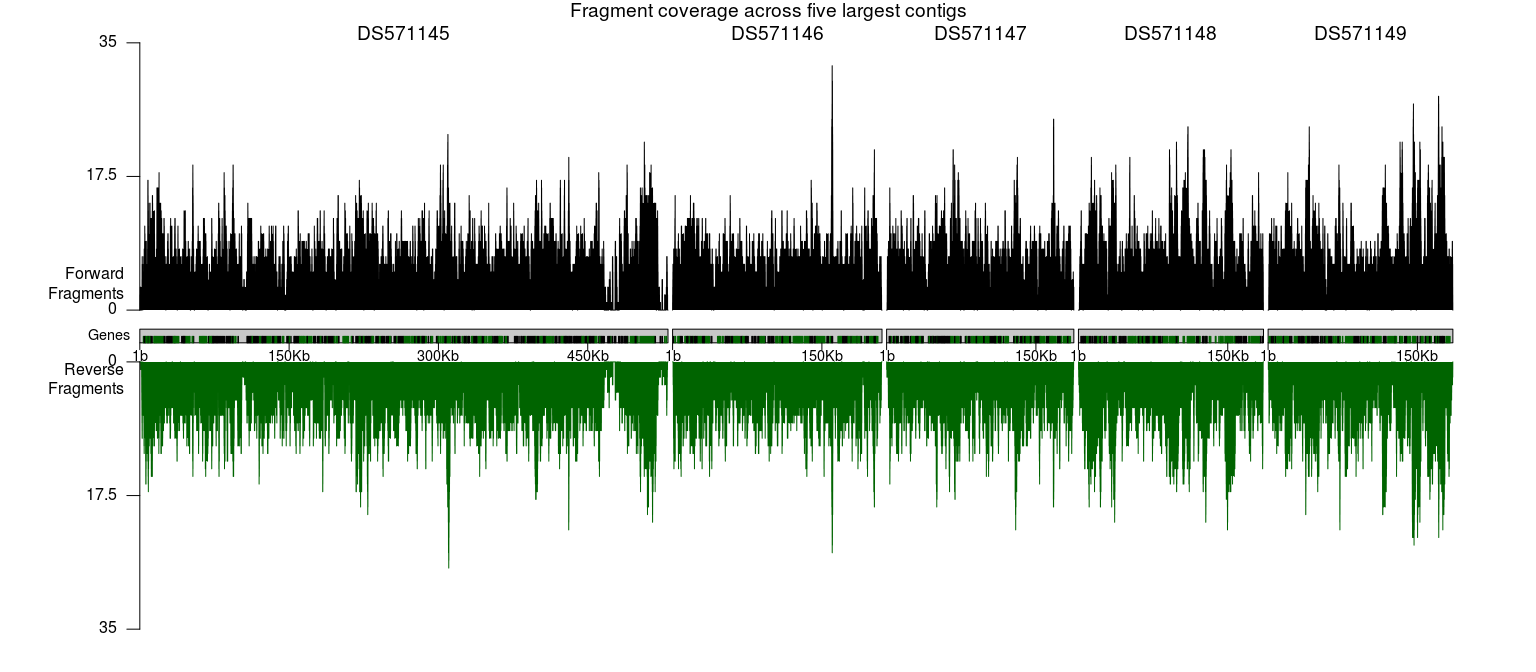 Fragment coverage across five largest contigs
DS571145 DS571146 DS571147 DS571148 DS571149
35
17.5
Forward
Fragments
0
Genes
1b 150Kb 300Kb 450Kb 1b 150Kb 1b 150Kb 1b 150Kb 1b 150Kb
0
Reverse
Fragments
17.5
35